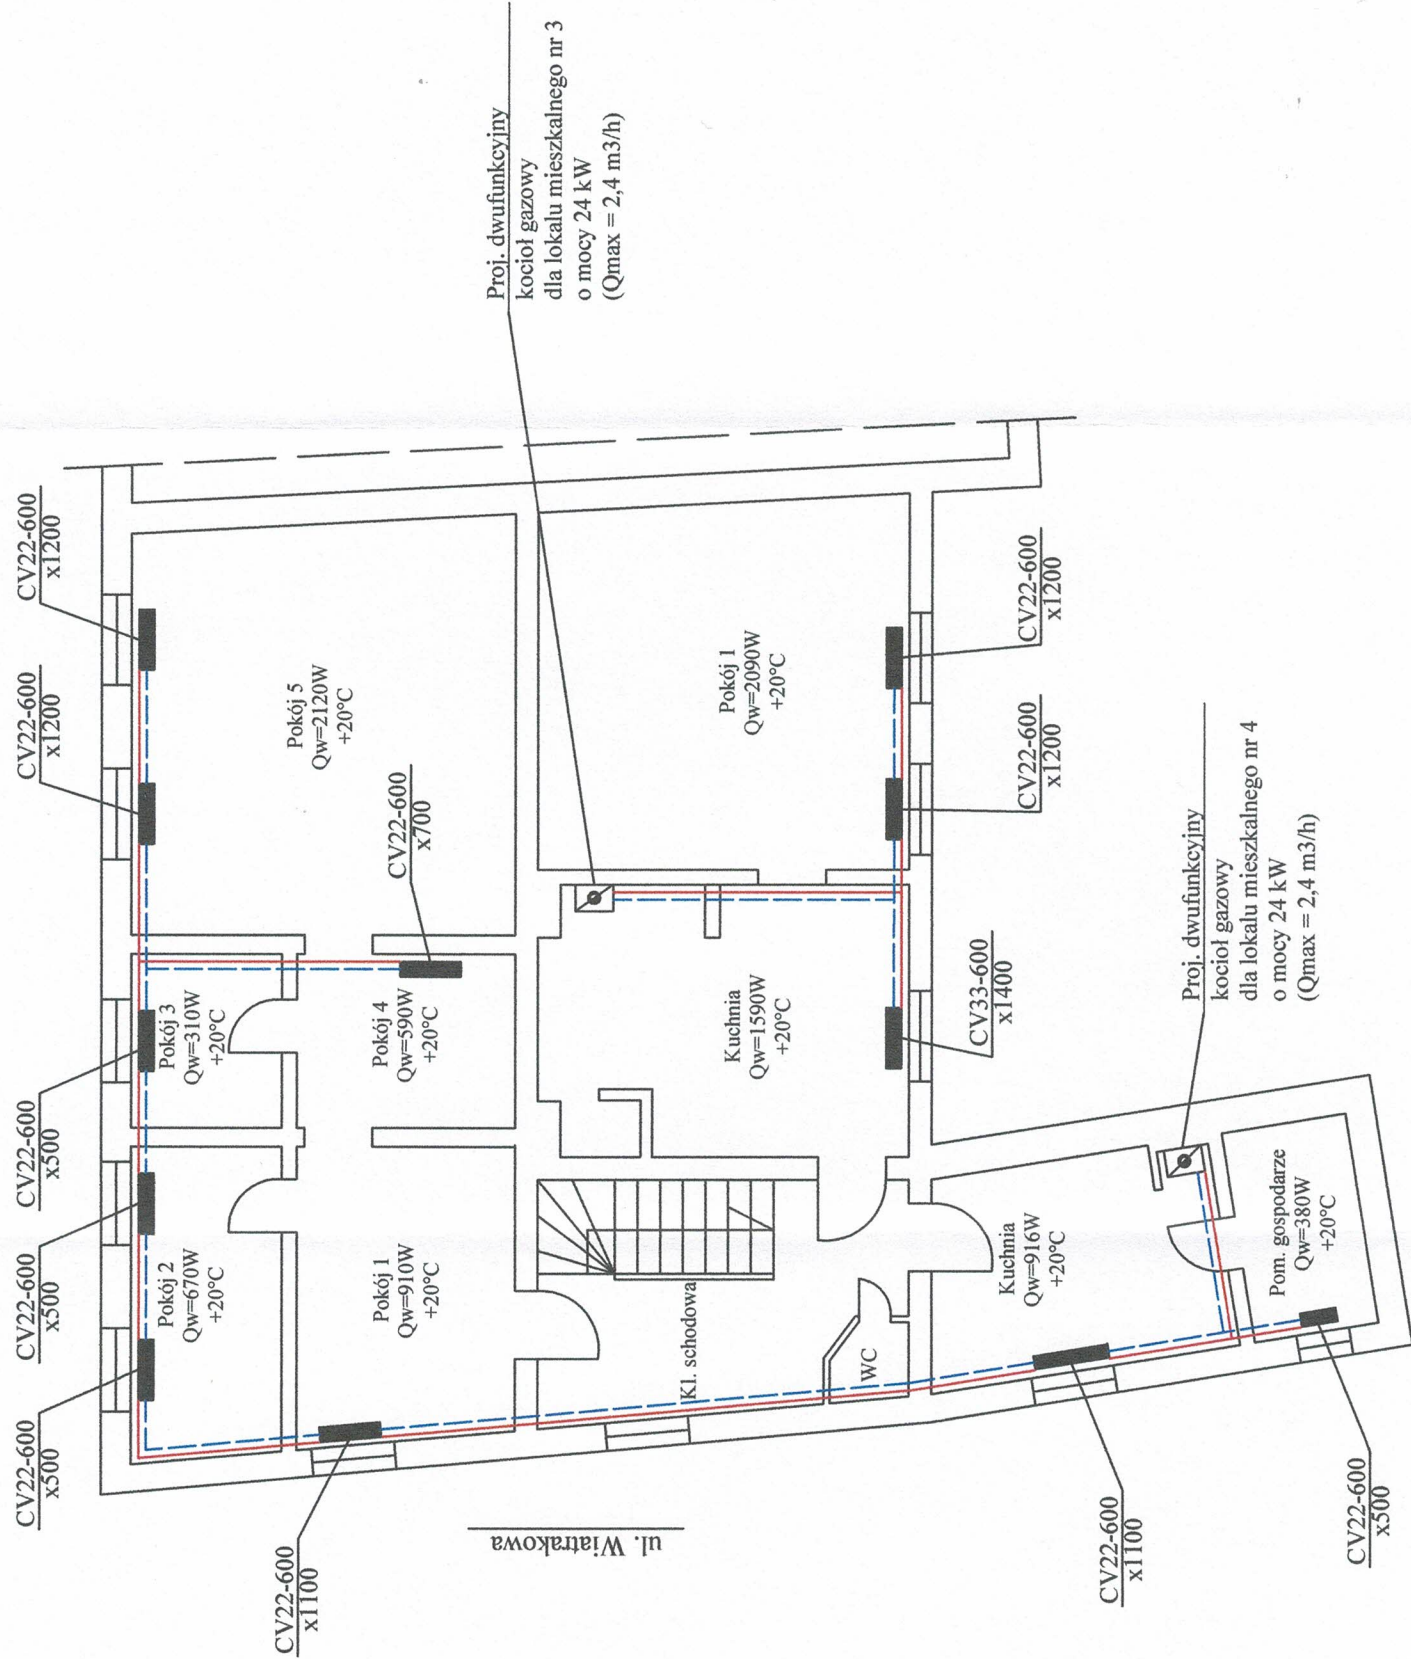 CV22-600
x500
CV22-600
x500
CV22-600
x500
CV22-600
x1200
CV22-600
x1200
Pokój 2
Qw=670W
+20°C
Pokój 3
Qw=310W
+20°C
Pokój 5
Qw=2120W
+20°C
CV22-600
x1100
Pokój 1
Qw=910W
+20°C
Pokój 4
Qw=590W
+20°C
CV22-600
x700
Proj. dwufunkcyjny
kocioł gazowy
dla lokalu mieszkalnego nr 3
o mocy 24 kW
(Qmax = 2,4 m3/h)
ul. Wiatrakowa
Kl. schodowa
Kuchnia
Qw=1590W
+20°C
Pokój 1
Qw=2090W
+20°C
WC
CV33-600
x1400
CV22-600
x1200
CV22-600
x1200
Kuchnia
Qw=916W
+20°C
CV22-600
x1100
Proj. dwufunkcyjny
kocioł gazowy
dla lokalu mieszkalnego nr 4
o mocy 24 kW
(Qmax = 2,4 m3/h)
Pom. gospodarze
Qw=380W
+20°C
CV22-600
x500